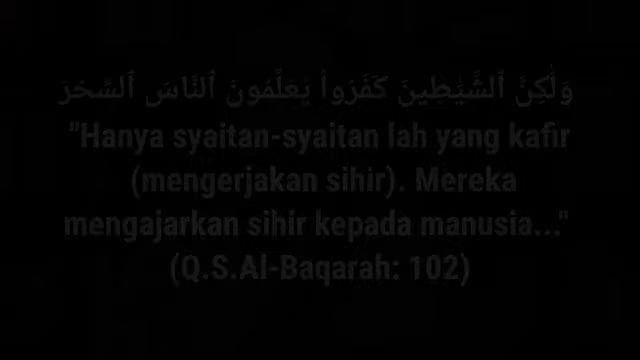 وَلَٰكِنَّ ٱلشَّيَٰطِينَ كَفَرُوا۟ يُعَلِّمُونَ ٱلنَّاسَ ٱلسِّحْرَ
"Hanya syaitan-syaitan lah yang kafir
(mengerjakan sihir). Mereka
mengajarkan sihir kepada manusia..."
(Q.S.Al-Baqarah: 102)